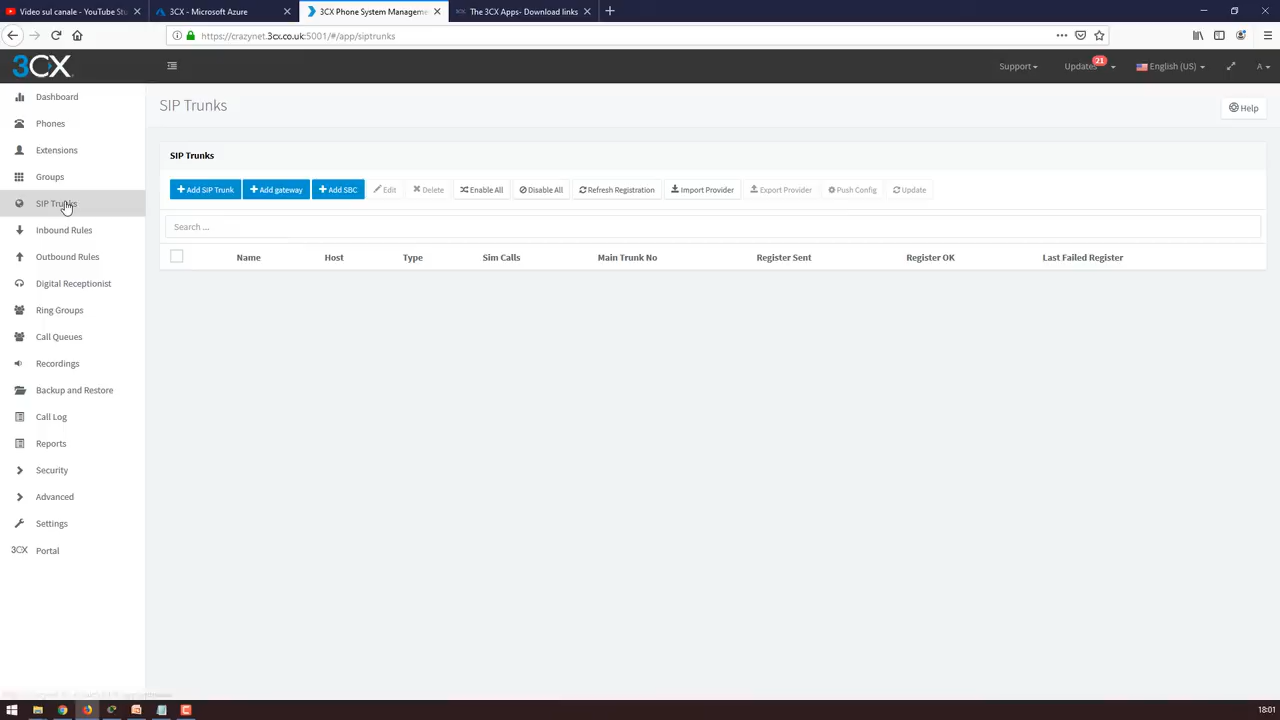 Video sul canale - YouTube Stu
3CX - Microsoft Azure
3CX Phone System Manageme
The 3CX Apps- Download links
https://crazynet.3cx.co.uk:5001/#/app/siptrunks
3CX
Support
Updates 21
English (US)
A
Dashboard
Phones
Extensions
Groups
SIP Trunks
Inbound Rules
Outbound Rules
Digital Receptionist
Ring Groups
Call Queues
Recordings
Backup and Restore
Call Log
Reports
Security
Advanced
Settings
3CX Portal
SIP Trunks
Help
SIP Trunks
+ Add SIP Trunk + Add gateway + Add SBC Edit Delete Enable All Disable All Refresh Registration Import Provider Export Provider Push Config Update
Search ...
Name Host Type Sim Calls Main Trunk No Register Sent Register OK Last Failed Register
18:01